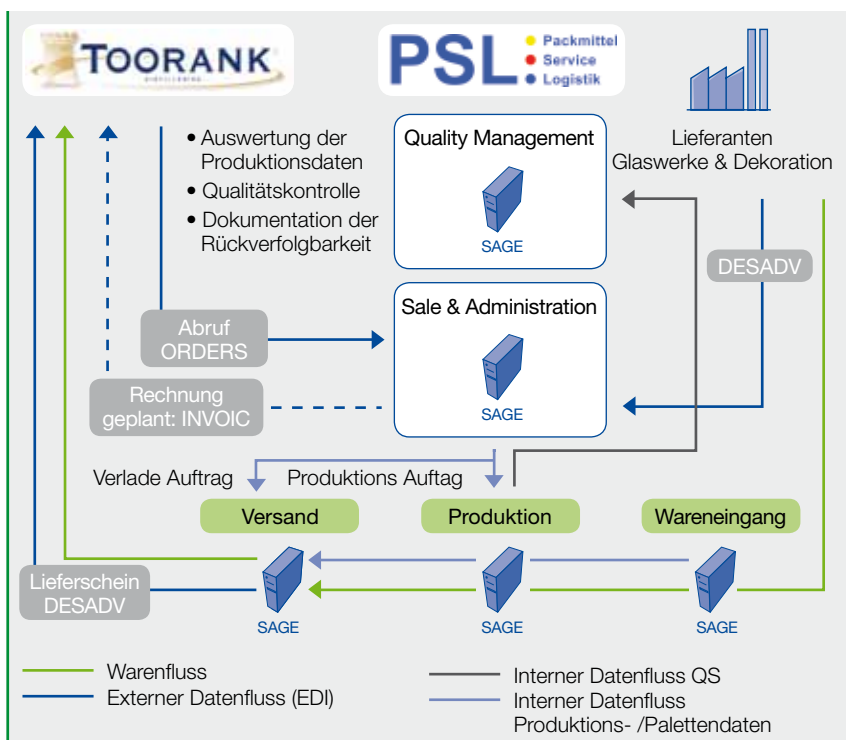 TOORANK
PSL
Packmittel
Service
Logistik
• Auswertung der
Produktionsdaten
• Qualitätskontrolle
• Dokumentation der
Rückverfolgbarkeit
Quality Management
SAGE
Lieferanten
Glaswerke & Dekoration
DESADV
Sale & Administration
SAGE
Abruf
ORDERS
Rechnung
geplant: INVOIC
Verlade Auftrag
Produktions Auftag
Versand
Produktion
Wareneingang
Lieferschein
DESADV
SAGE
SAGE
SAGE
Warenfluss
Externer Datenfluss (EDI)
Interner Datenfluss QS
Interner Datenfluss
Produktions- /Palettendaten